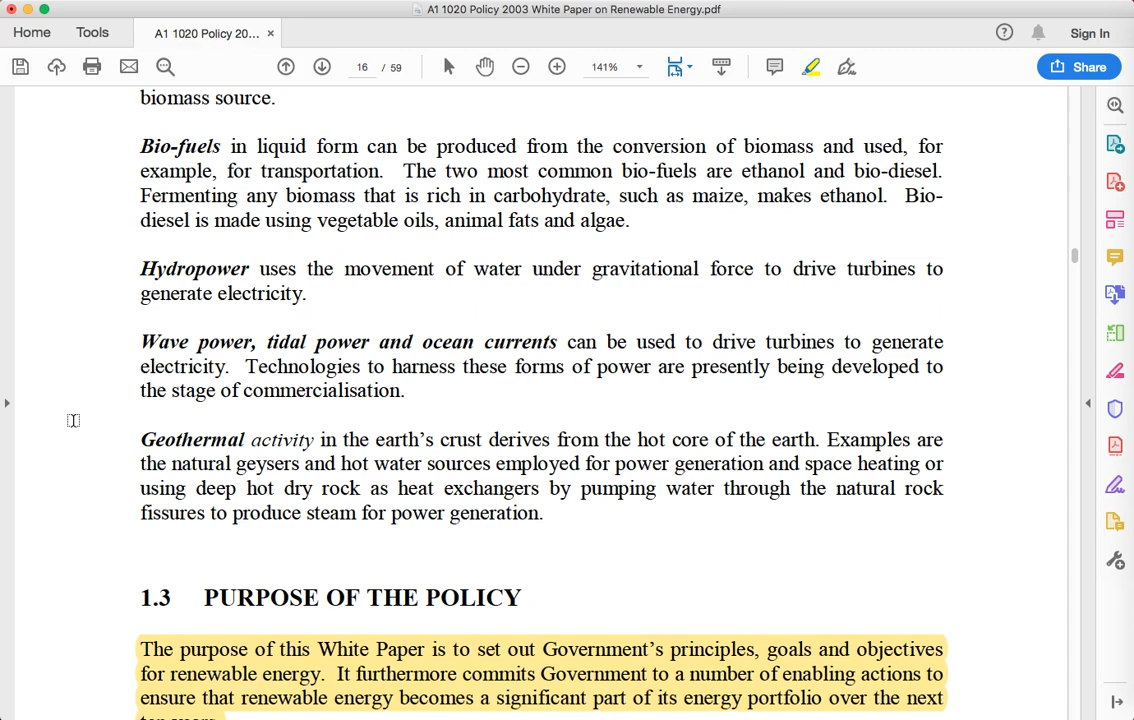 A1 1020 Policy 2003 White Paper on Renewable Energy.pdf
Home Tools A1 1020 Policy 20... × Sign In
16 / 59 141% Share
biomass source.
Bio-fuels in liquid form can be produced from the conversion of biomass and used, for
example, for transportation. The two most common bio-fuels are ethanol and bio-diesel.
Fermenting any biomass that is rich in carbohydrate, such as maize, makes ethanol. Bio-
diesel is made using vegetable oils, animal fats and algae.
Hydropower uses the movement of water under gravitational force to drive turbines to
generate electricity.
Wave power, tidal power and ocean currents can be used to drive turbines to generate
electricity. Technologies to harness these forms of power are presently being developed to
the stage of commercialisation.
Geothermal activity in the earth's crust derives from the hot core of the earth. Examples are
the natural geysers and hot water sources employed for power generation and space heating or
using deep hot dry rock as heat exchangers by pumping water through the natural rock
fissures to produce steam for power generation.
1.3 PURPOSE OF THE POLICY
The purpose of this White Paper is to set out Government's principles, goals and objectives
for renewable energy. It furthermore commits Government to a number of enabling actions to
ensure that renewable energy becomes a significant part of its energy portfolio over the next
ten years.